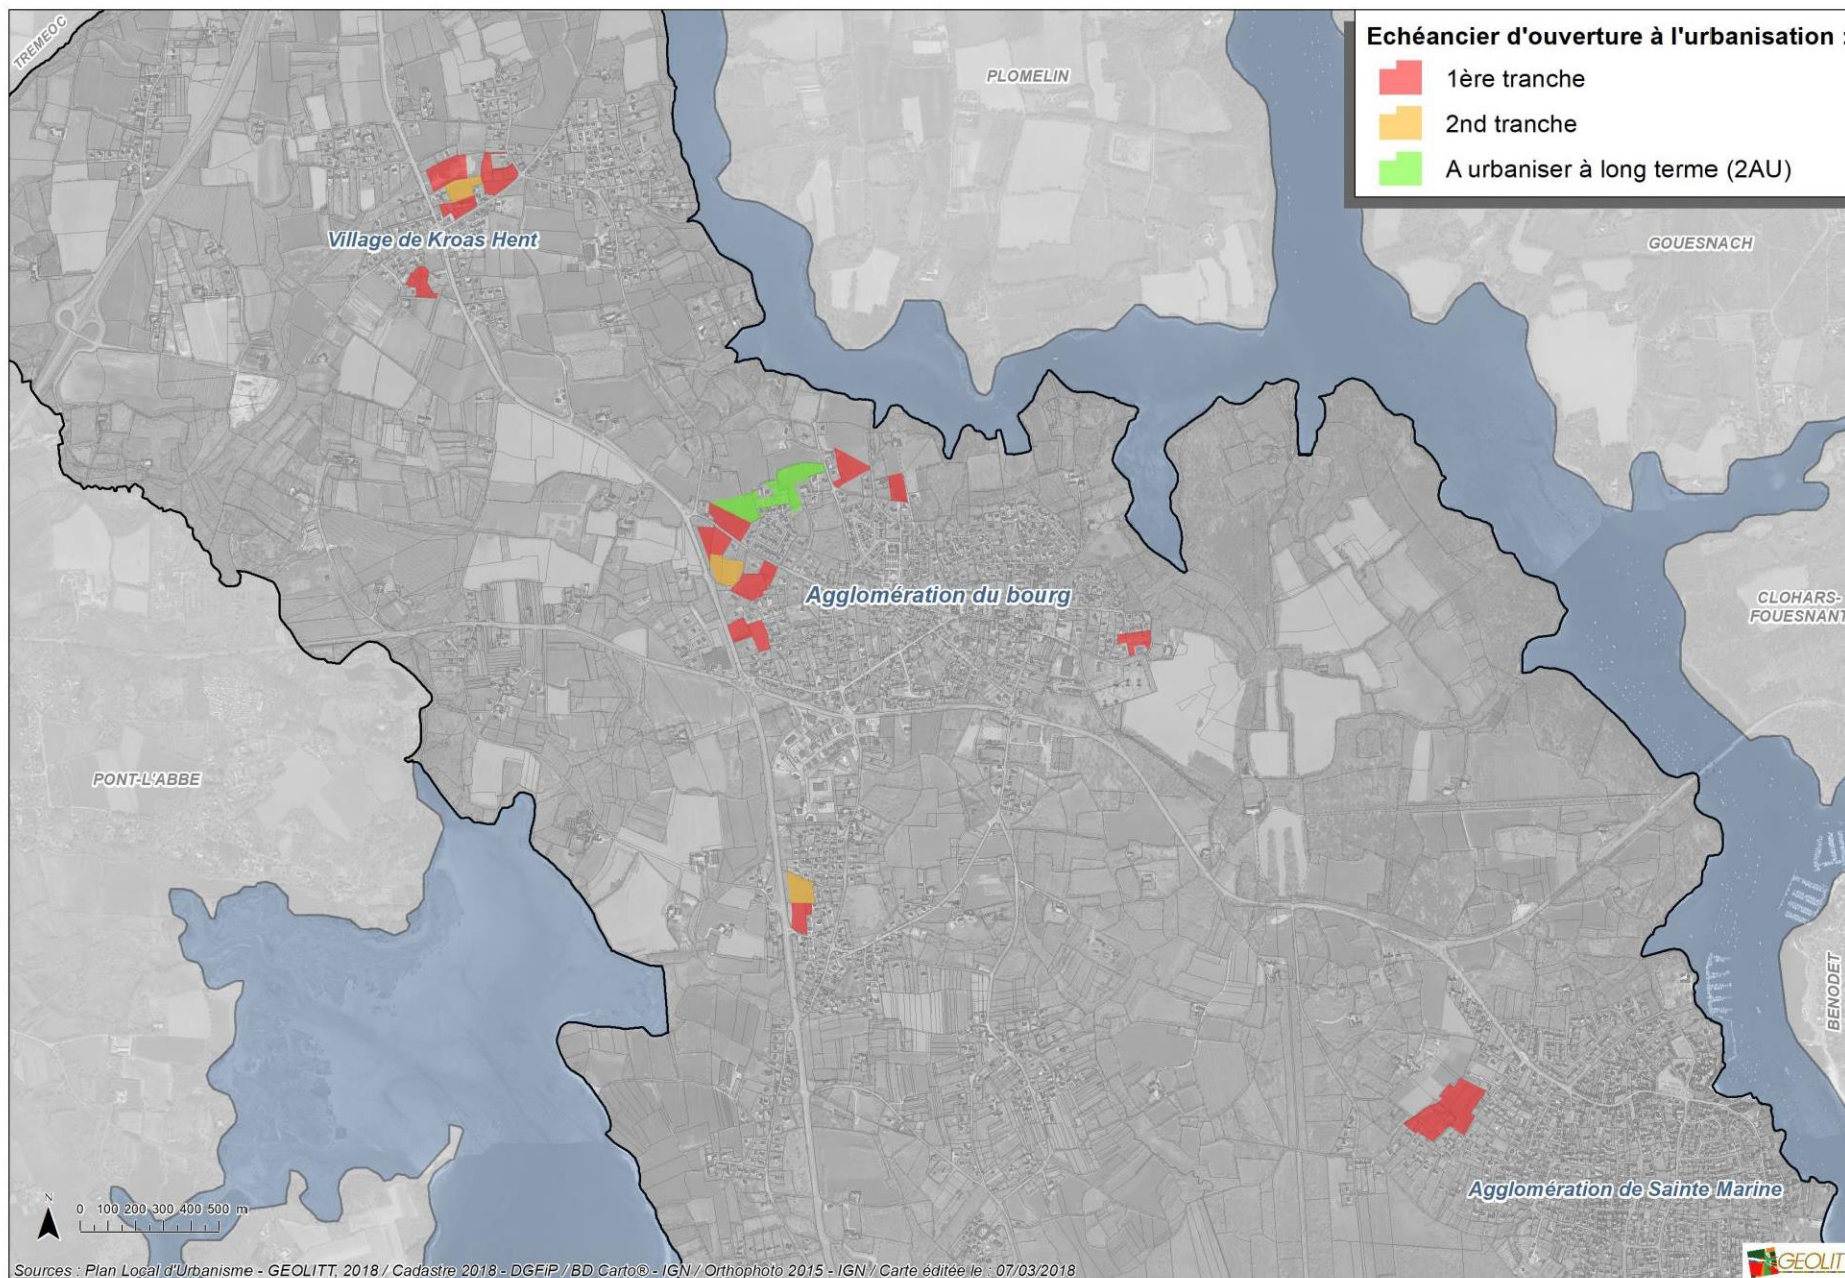 TREMEOC
PLOMELIN
Echéancier d'ouverture à l'urbanisation :
1ère tranche
2nd tranche
A urbaniser à long terme (2AU)
GOUESNACH
Village de Kroas Hent
Agglomération du bourg
CLOHARS-
FOUESNANT
PONT-L'ABBE
BENODET
Agglomération de Sainte Marine
N
0 100 200 300 400 500 m
Sources : Plan Local d'Urbanisme - GEOLITT, 2018 / Cadastre 2018 - DGFiP / BD Carto® - IGN / Orthophoto 2015 - IGN / Carte éditée le : 07/03/2018
GEOLIT